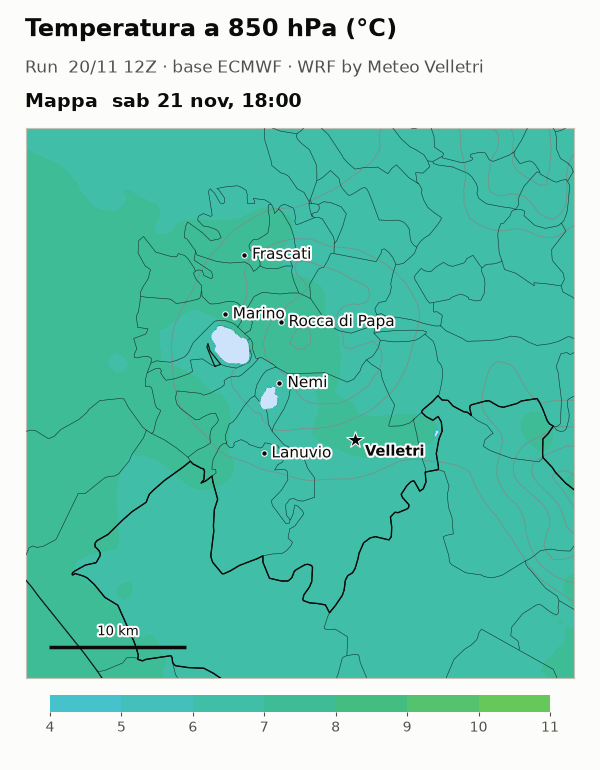 Temperatura a 850 hPa (°C)
Run  20/11 12Z · base ECMWF · WRF by Meteo Velletri
Mappa  sab 21 nov, 18:00
Frascati
Marino
Rocca di Papa
Nemi
Velletri
Lanuvio
10 km
4 5 6 7 8 9 10 11